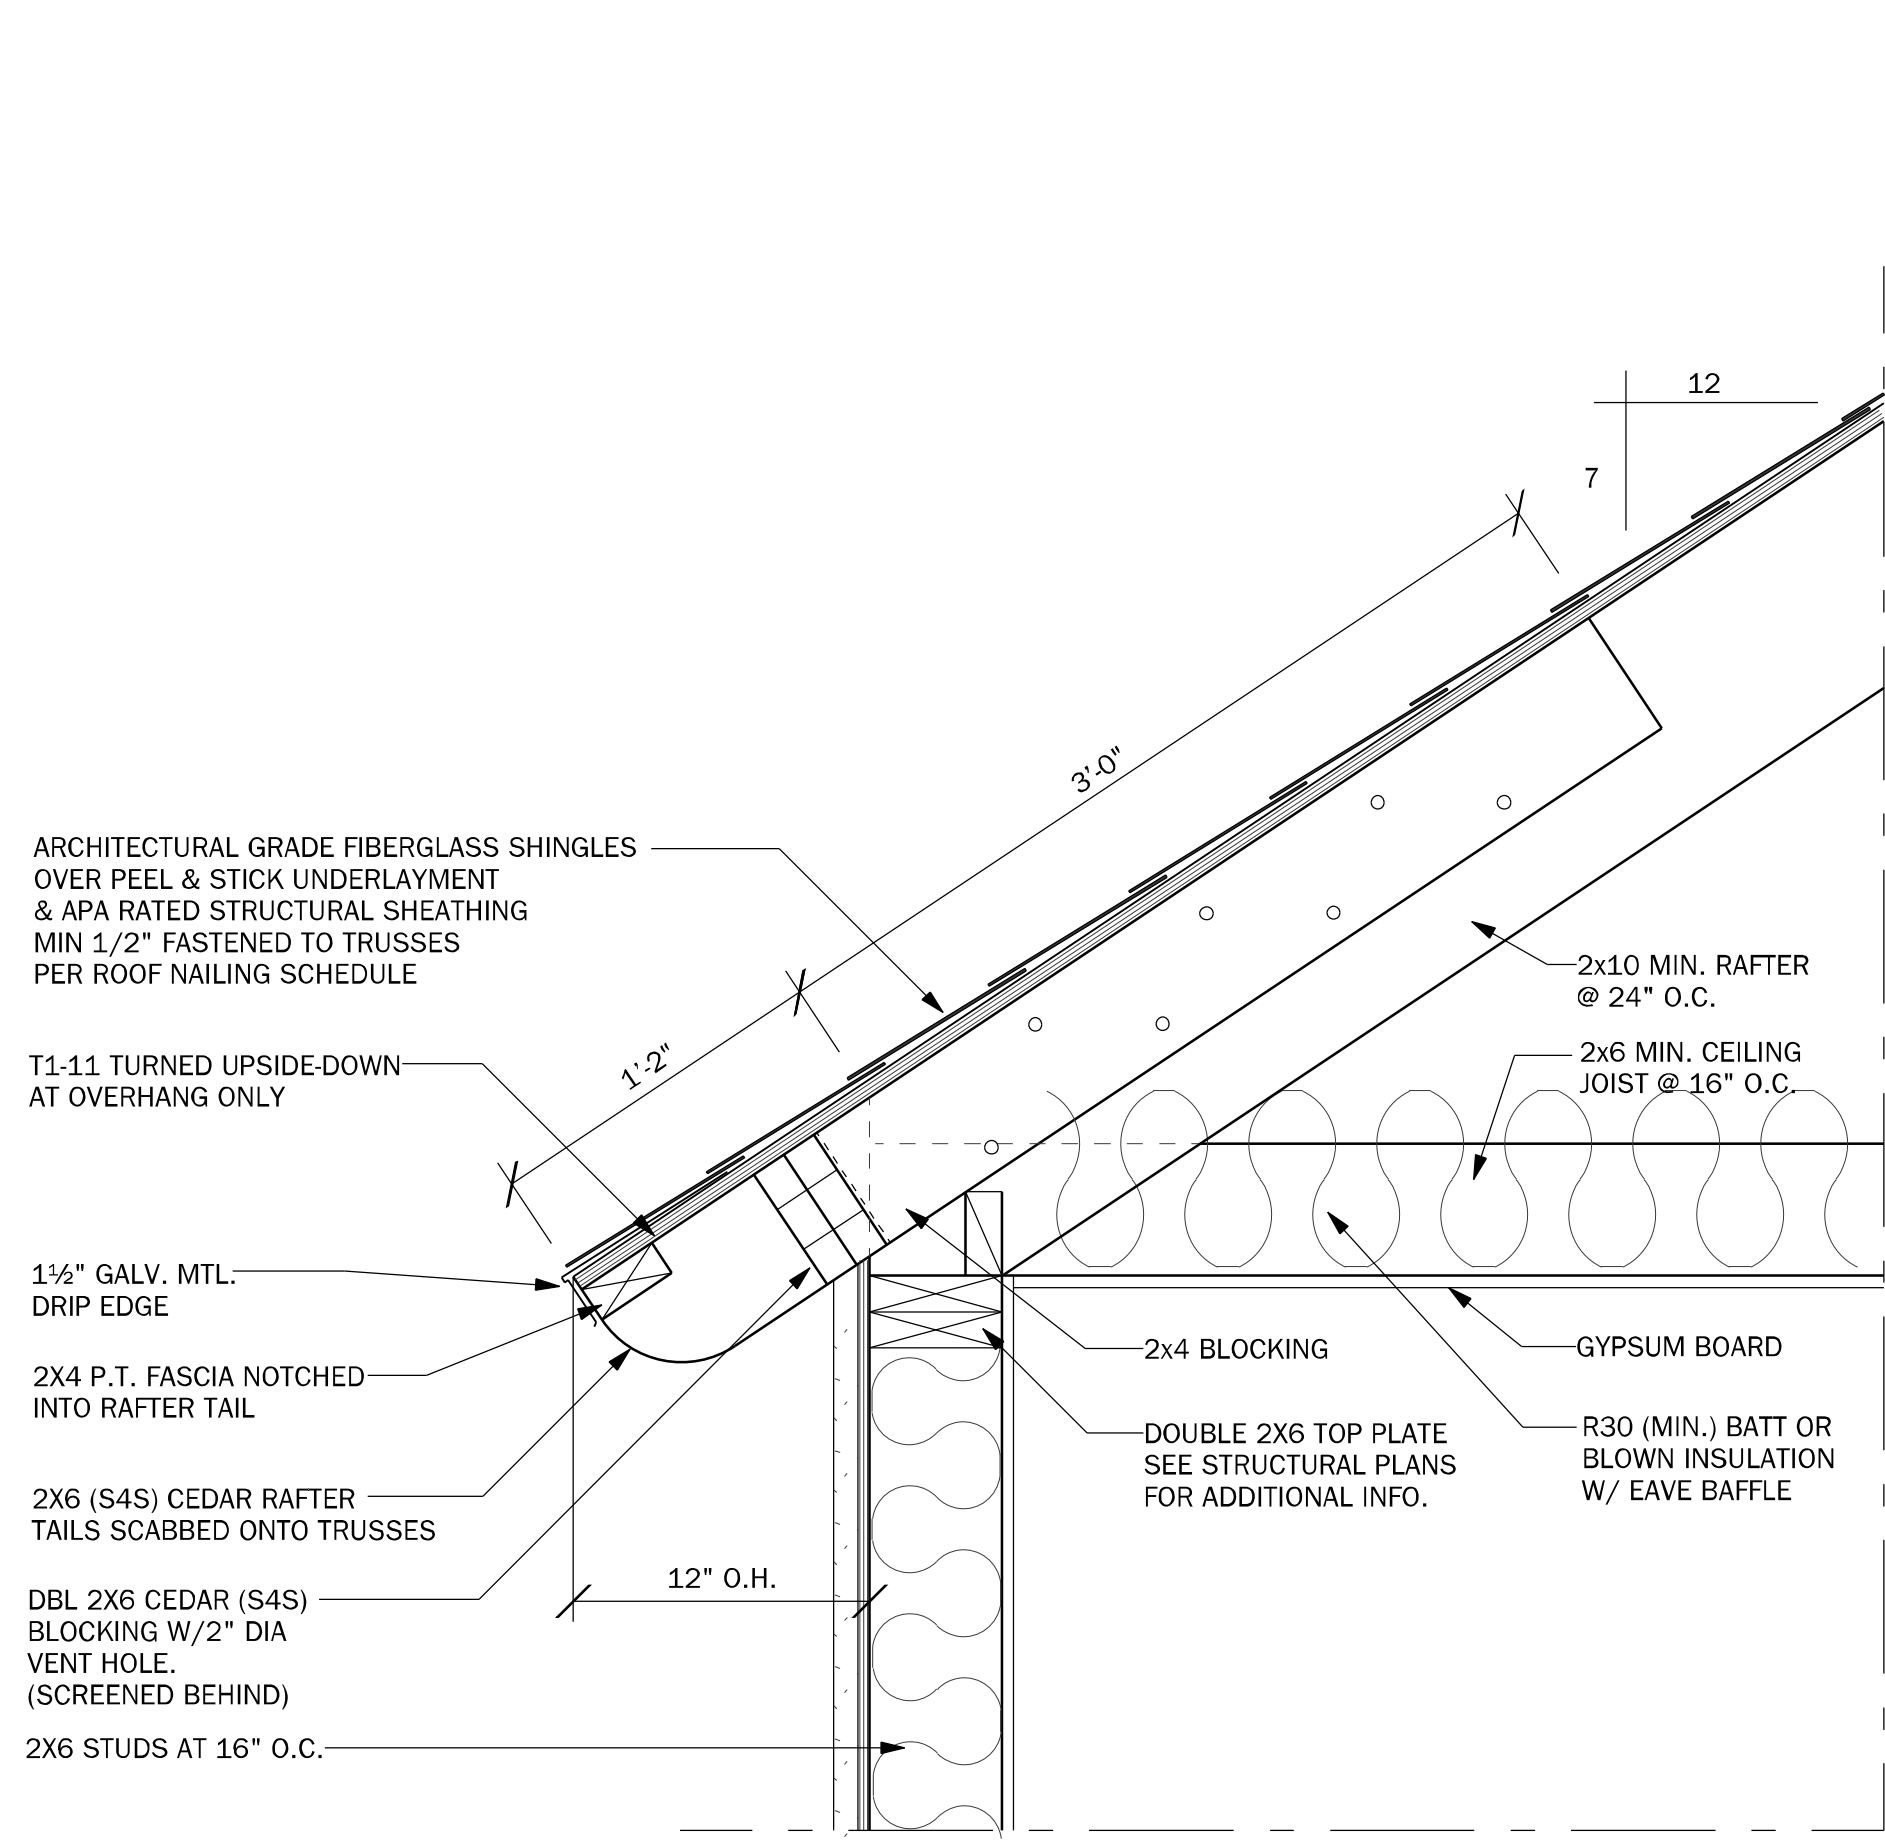 12
7
3'-0"
1'-2"
ARCHITECTURAL GRADE FIBERGLASS SHINGLES
OVER PEEL & STICK UNDERLAYMENT
& APA RATED STRUCTURAL SHEATHING
MIN 1/2" FASTENED TO TRUSSES
PER ROOF NAILING SCHEDULE
T1-11 TURNED UPSIDE-DOWN
AT OVERHANG ONLY
1½" GALV. MTL.
DRIP EDGE
2X4 P.T. FASCIA NOTCHED
INTO RAFTER TAIL
2X6 (S4S) CEDAR RAFTER
TAILS SCABBED ONTO TRUSSES
DBL 2X6 CEDAR (S4S)
BLOCKING W/2" DIA
VENT HOLE.
(SCREENED BEHIND)
2X6 STUDS AT 16" O.C.
12" O.H.
2x10 MIN. RAFTER
@ 24" O.C.
2x6 MIN. CEILING
JOIST @ 16" O.C.
2x4 BLOCKING
DOUBLE 2X6 TOP PLATE
SEE STRUCTURAL PLANS
FOR ADDITIONAL INFO.
GYPSUM BOARD
R30 (MIN.) BATT OR
BLOWN INSULATION
W/ EAVE BAFFLE